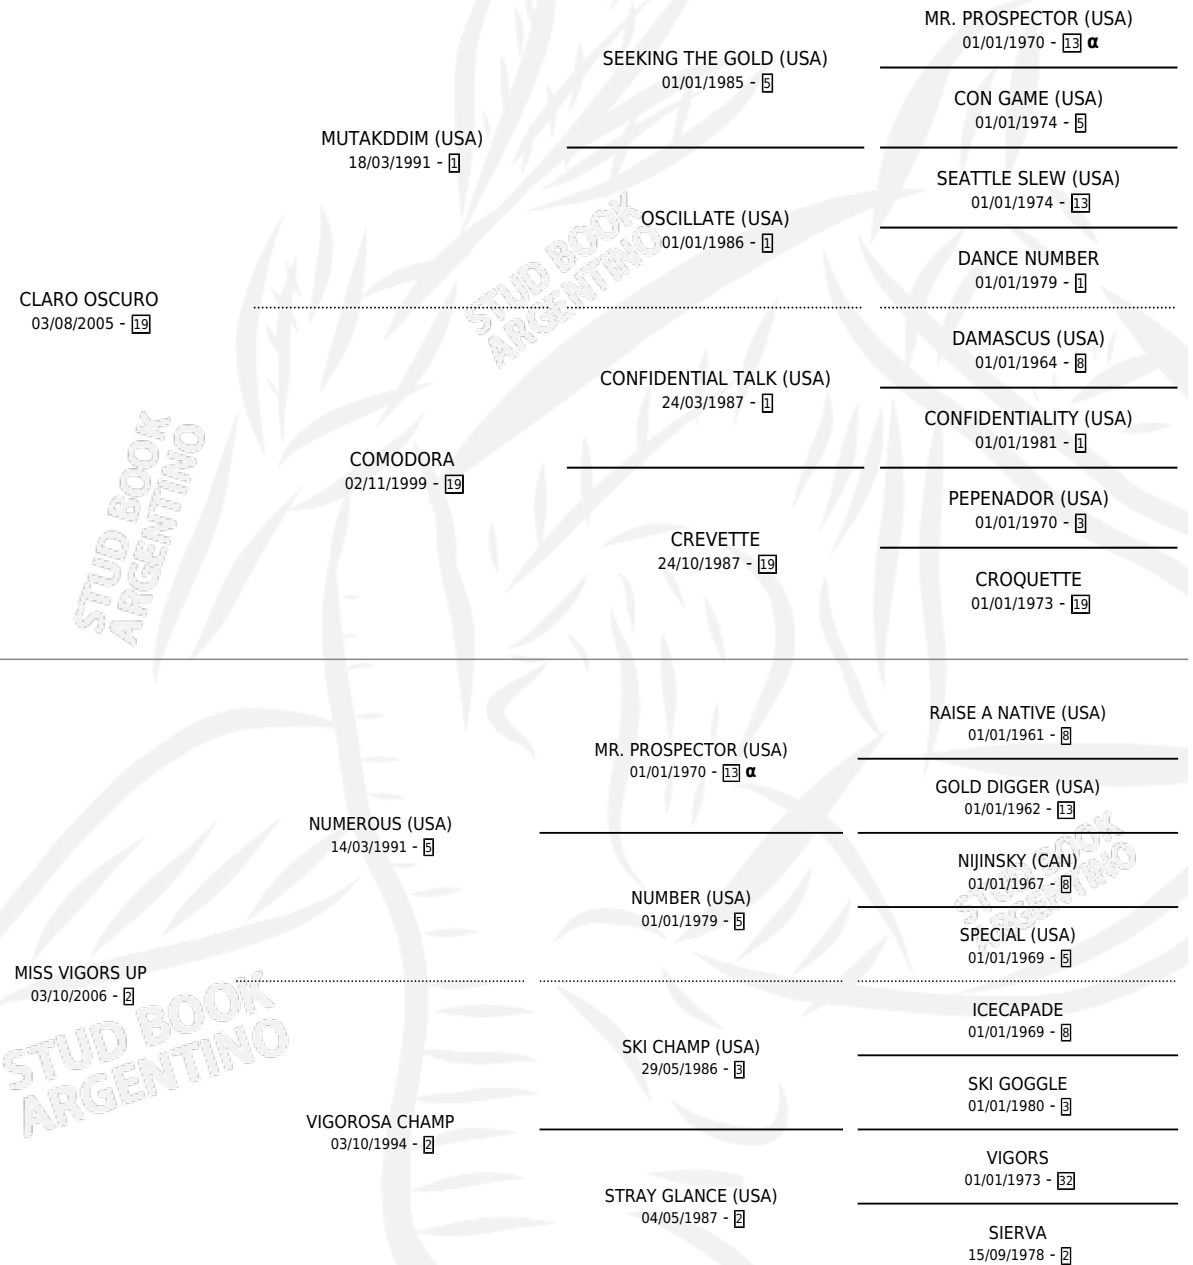 MR. PROSPECTOR (USA)
01/01/1970 - 13 α
SEEKING THE GOLD (USA)
01/01/1985 - 5
CON GAME (USA)
01/01/1974 - 5
MUTAKDDIM (USA)
18/03/1991 - 1
SEATTLE SLEW (USA)
01/01/1974 - 13
OSCILLATE (USA)
01/01/1986 - 1
DANCE NUMBER
01/01/1979 - 1
STUD BOOK
ARGENTINO
CLARO OSCURO
03/08/2005 - 19
DAMASCUS (USA)
01/01/1964 - 8
CONFIDENTIAL TALK (USA)
24/03/1987 - 1
CONFIDENTIALITY (USA)
01/01/1981 - 1
COMODORA
02/11/1999 - 19
PEPENADOR (USA)
01/01/1970 - 3
CREVETTE
24/10/1987 - 19
CROQUETTE
01/01/1973 - 19
STUD BOOK
ARGENTINO
RAISE A NATIVE (USA)
01/01/1961 - 8
MR. PROSPECTOR (USA)
01/01/1970 - 13 α
GOLD DIGGER (USA)
01/01/1962 - 13
NUMEROUS (USA)
14/03/1991 - 5
NIJINSKY (CAN)
01/01/1967 - 8
NUMBER (USA)
01/01/1979 - 5
SPECIAL (USA)
01/01/1969 - 5
STUD BOOK
ARGENTINO
MISS VIGORS UP
03/10/2006 - 2
ICECAPADE
01/01/1969 - 8
SKI CHAMP (USA)
29/05/1986 - 3
SKI GOGGLE
01/01/1980 - 3
STUD BOOK
ARGENTINO
VIGOROSA CHAMP
03/10/1994 - 2
VIGORS
01/01/1973 - 32
STRAY GLANCE (USA)
04/05/1987 - 2
SIERVA
15/09/1978 - 2